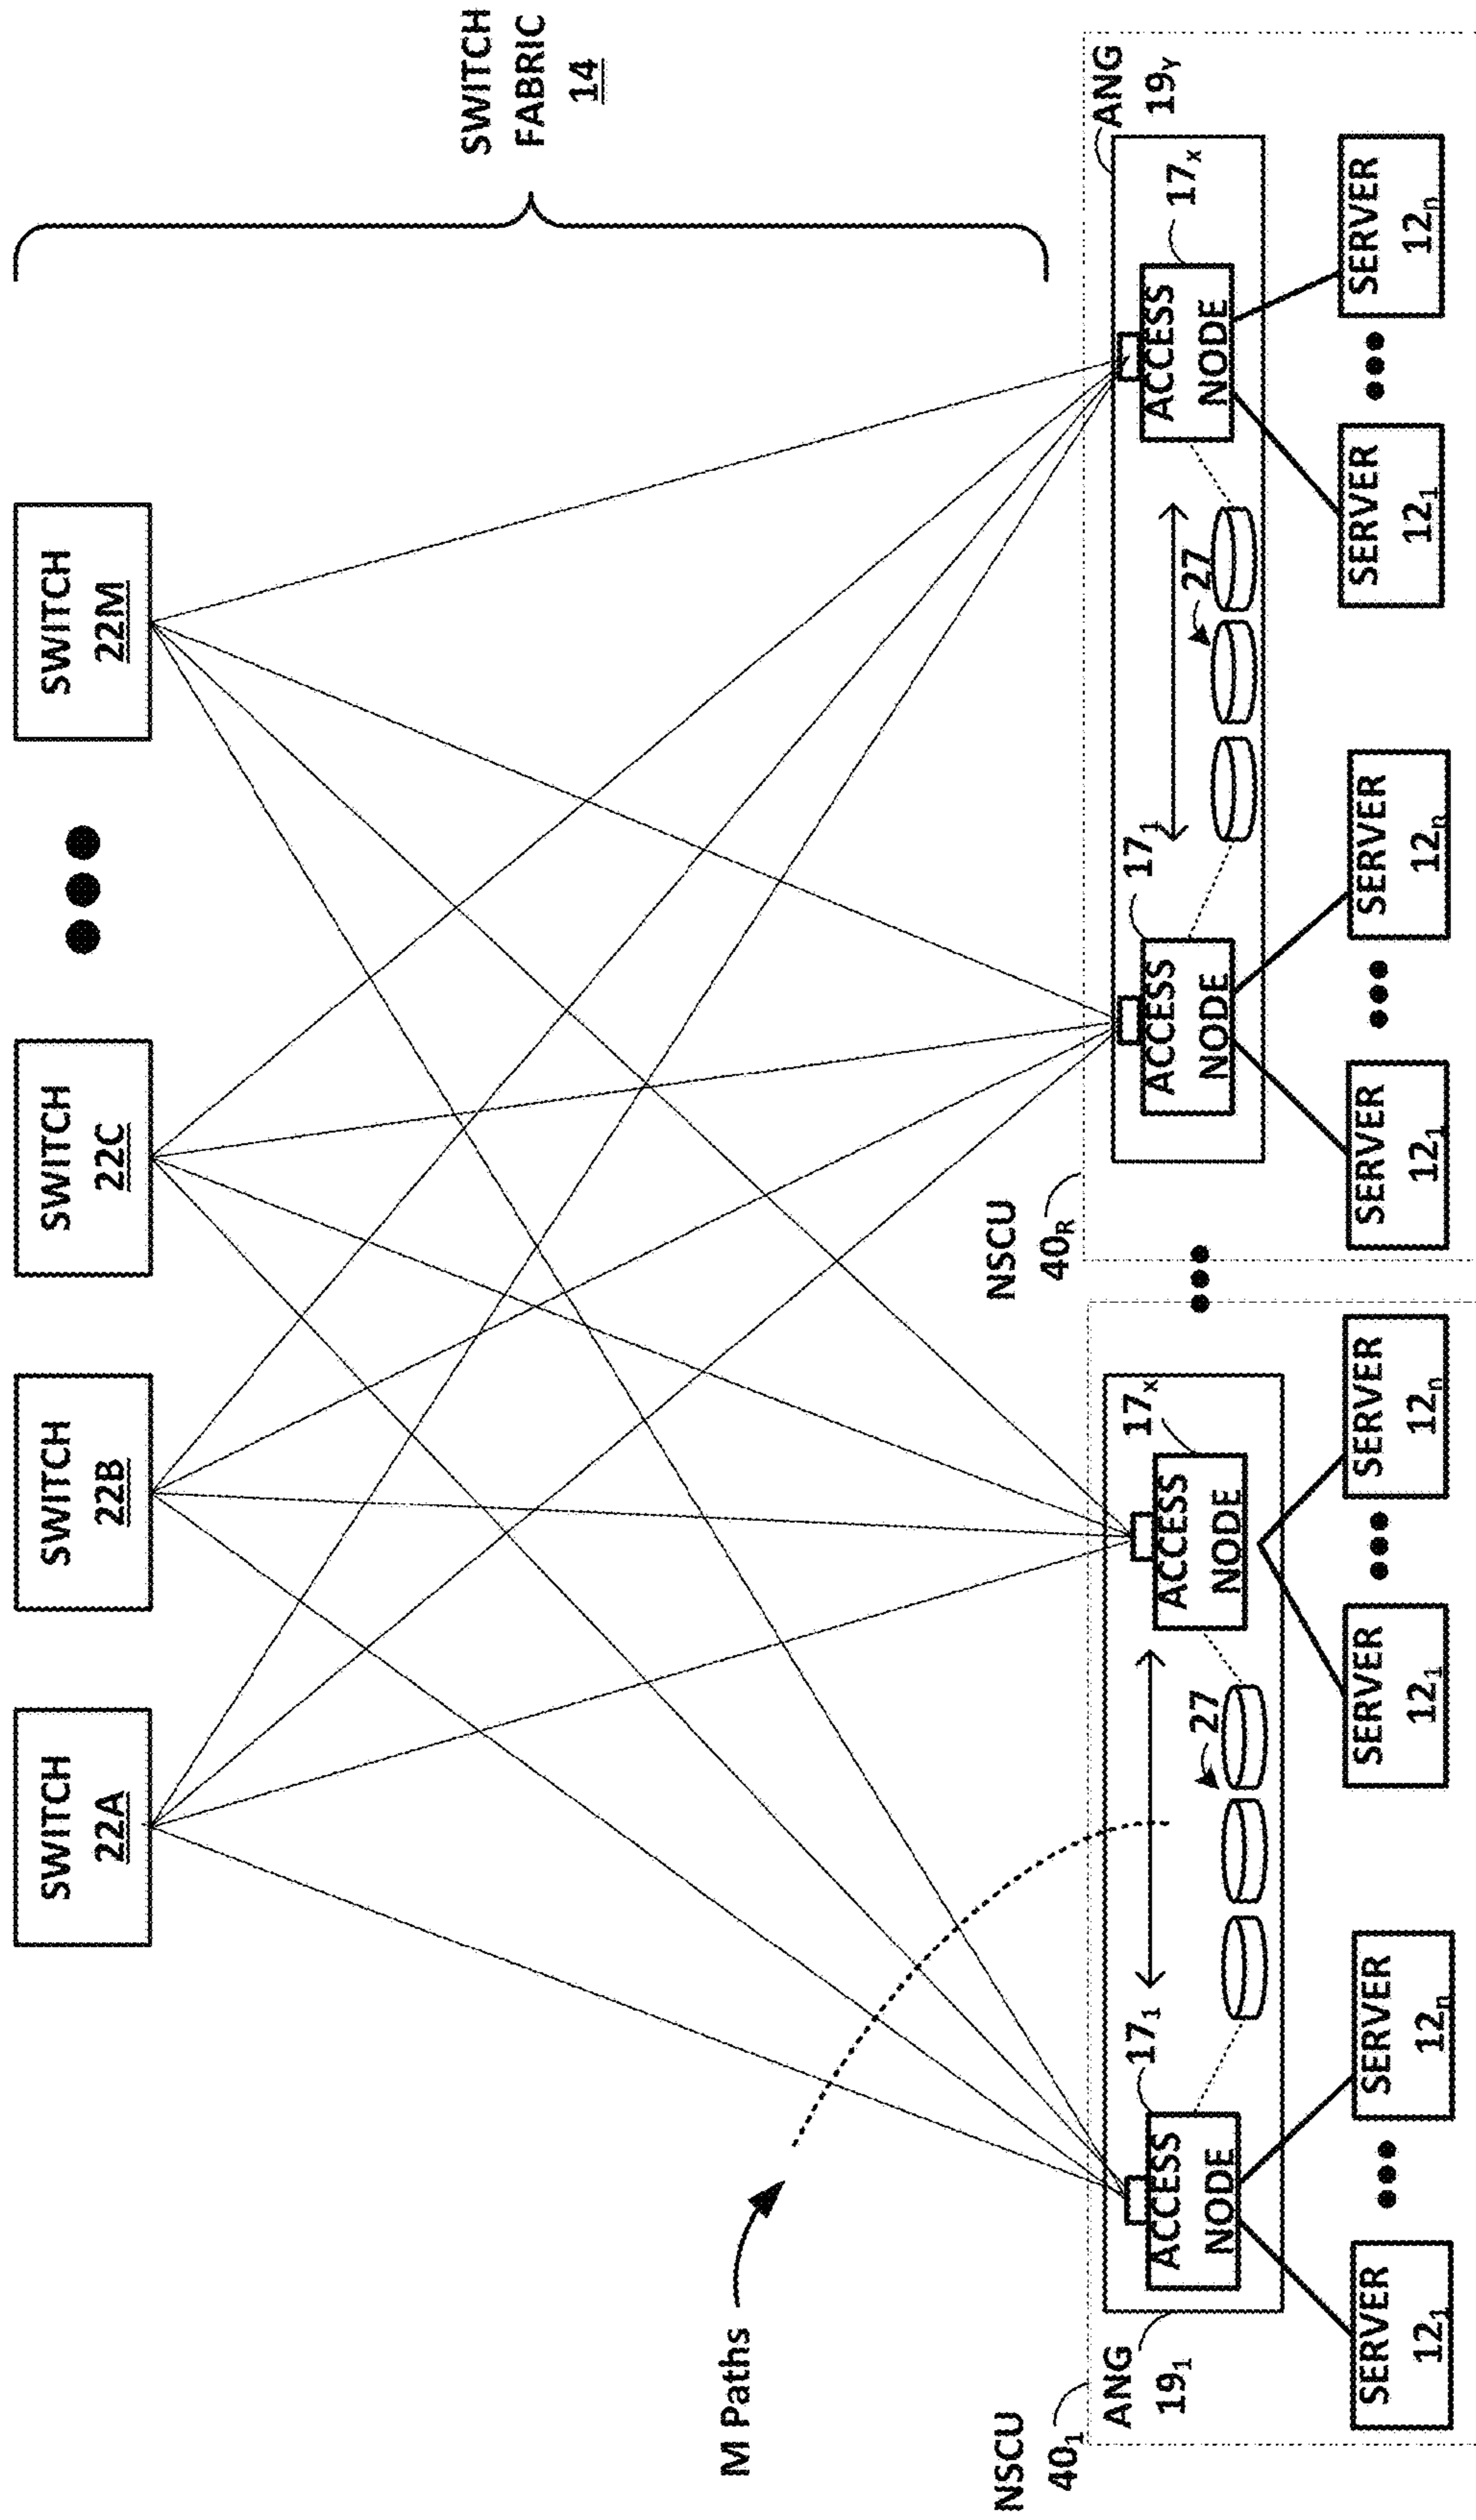 SWITCH
22A
SWITCH
22B
SWITCH
22C
SWITCH
22M
SWITCH
FABRIC
14
M Paths
NSCU
40₁
ANG
19₁
ACCESS
NODE
17₁
27
ACCESS
NODE
17ₓ
NSCU
40R
ACCESS
NODE
17₁
27
ACCESS
NODE
17ₓ
ANG
19Y
SERVER
12₁
SERVER
12ₙ
SERVER
12₁
SERVER
12ₙ
SERVER
12₁
SERVER
12ₙ
SERVER
12₁
SERVER
12ₙ